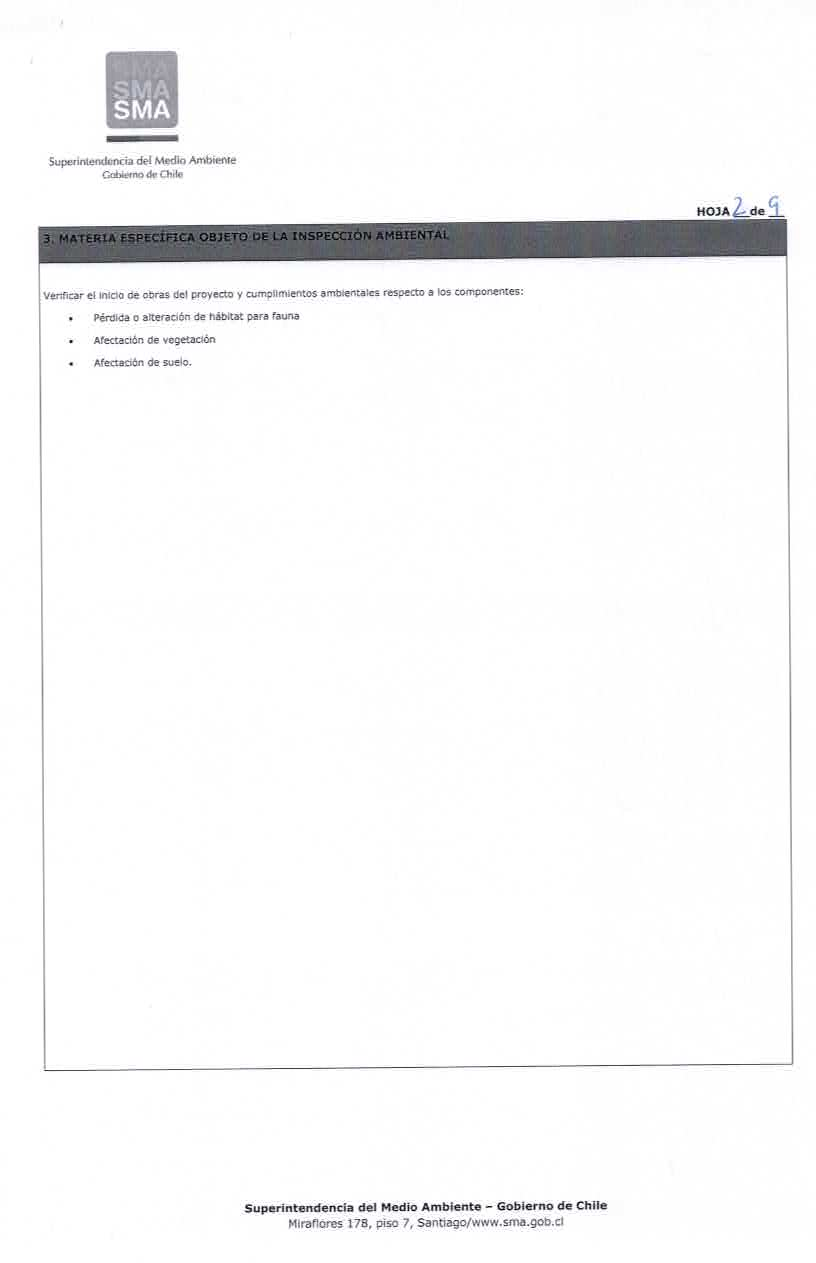 SMA
SMA
SMA
Superintendencia del Medio Ambiente
Gobierno de Chile
HOJA 2 de 9
3. MATERIA ESPECÍFICA OBJETO DE LA INSPECCIÓN AMBIENTAL
Verificar el inicio de obras del proyecto y cumplimientos ambientales respecto a los componentes:
• Pérdida o alteración de hábitat para fauna
• Afectación de vegetación
• Afectación de suelo.
Superintendencia del Medio Ambiente – Gobierno de Chile
Miraflores 178, piso 7, Santiago/www.sma.gob.cl